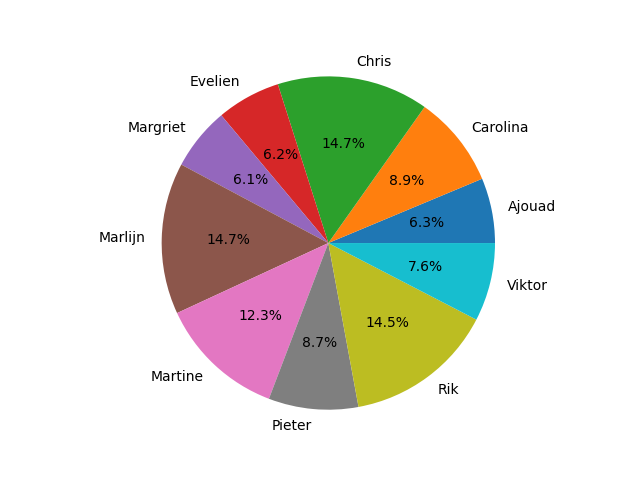 Chris
Evelien
Carolina
Margriet
14.7%
6.2%
8.9%
6.1%
Ajouad
6.3%
Marlijn
14.7%
7.6%
Viktor
12.3%
14.5%
8.7%
Martine
Rik
Pieter